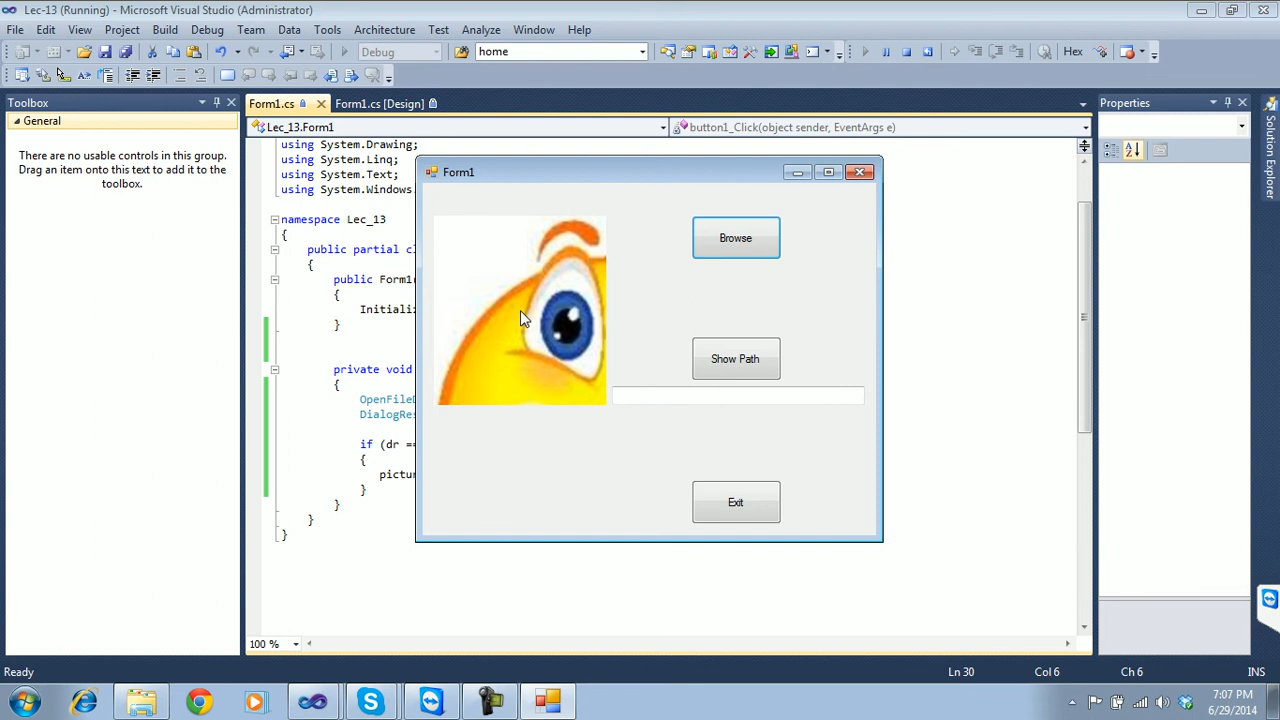 Lec-13 (Running) - Microsoft Visual Studio (Administrator)
File Edit View Project Build Debug Team Data Tools Architecture Test Analyze Window Help
Debug home Hex
Toolbox
General
There are no usable controls in this group.
Drag an item onto this text to add it to the
toolbox.
Form1.cs Form1.cs [Design]
Lec_13.Form1 button1_Click(object sender, EventArgs e)
using System.Drawing;
using System.Linq;
using System.Text;
using System.Windows
namespace Lec_13
{
public partial cl
{
public Form1(
{
Initializ
}
private void
{
OpenFileD
DialogRes
if (dr ==
{
pictur
}
}
}
}
100 %
Form1
Browse
Show Path
Exit
Properties
Solution Explorer
Ready Ln 30 Col 6 Ch 6 INS
7:07 PM
6/29/2014